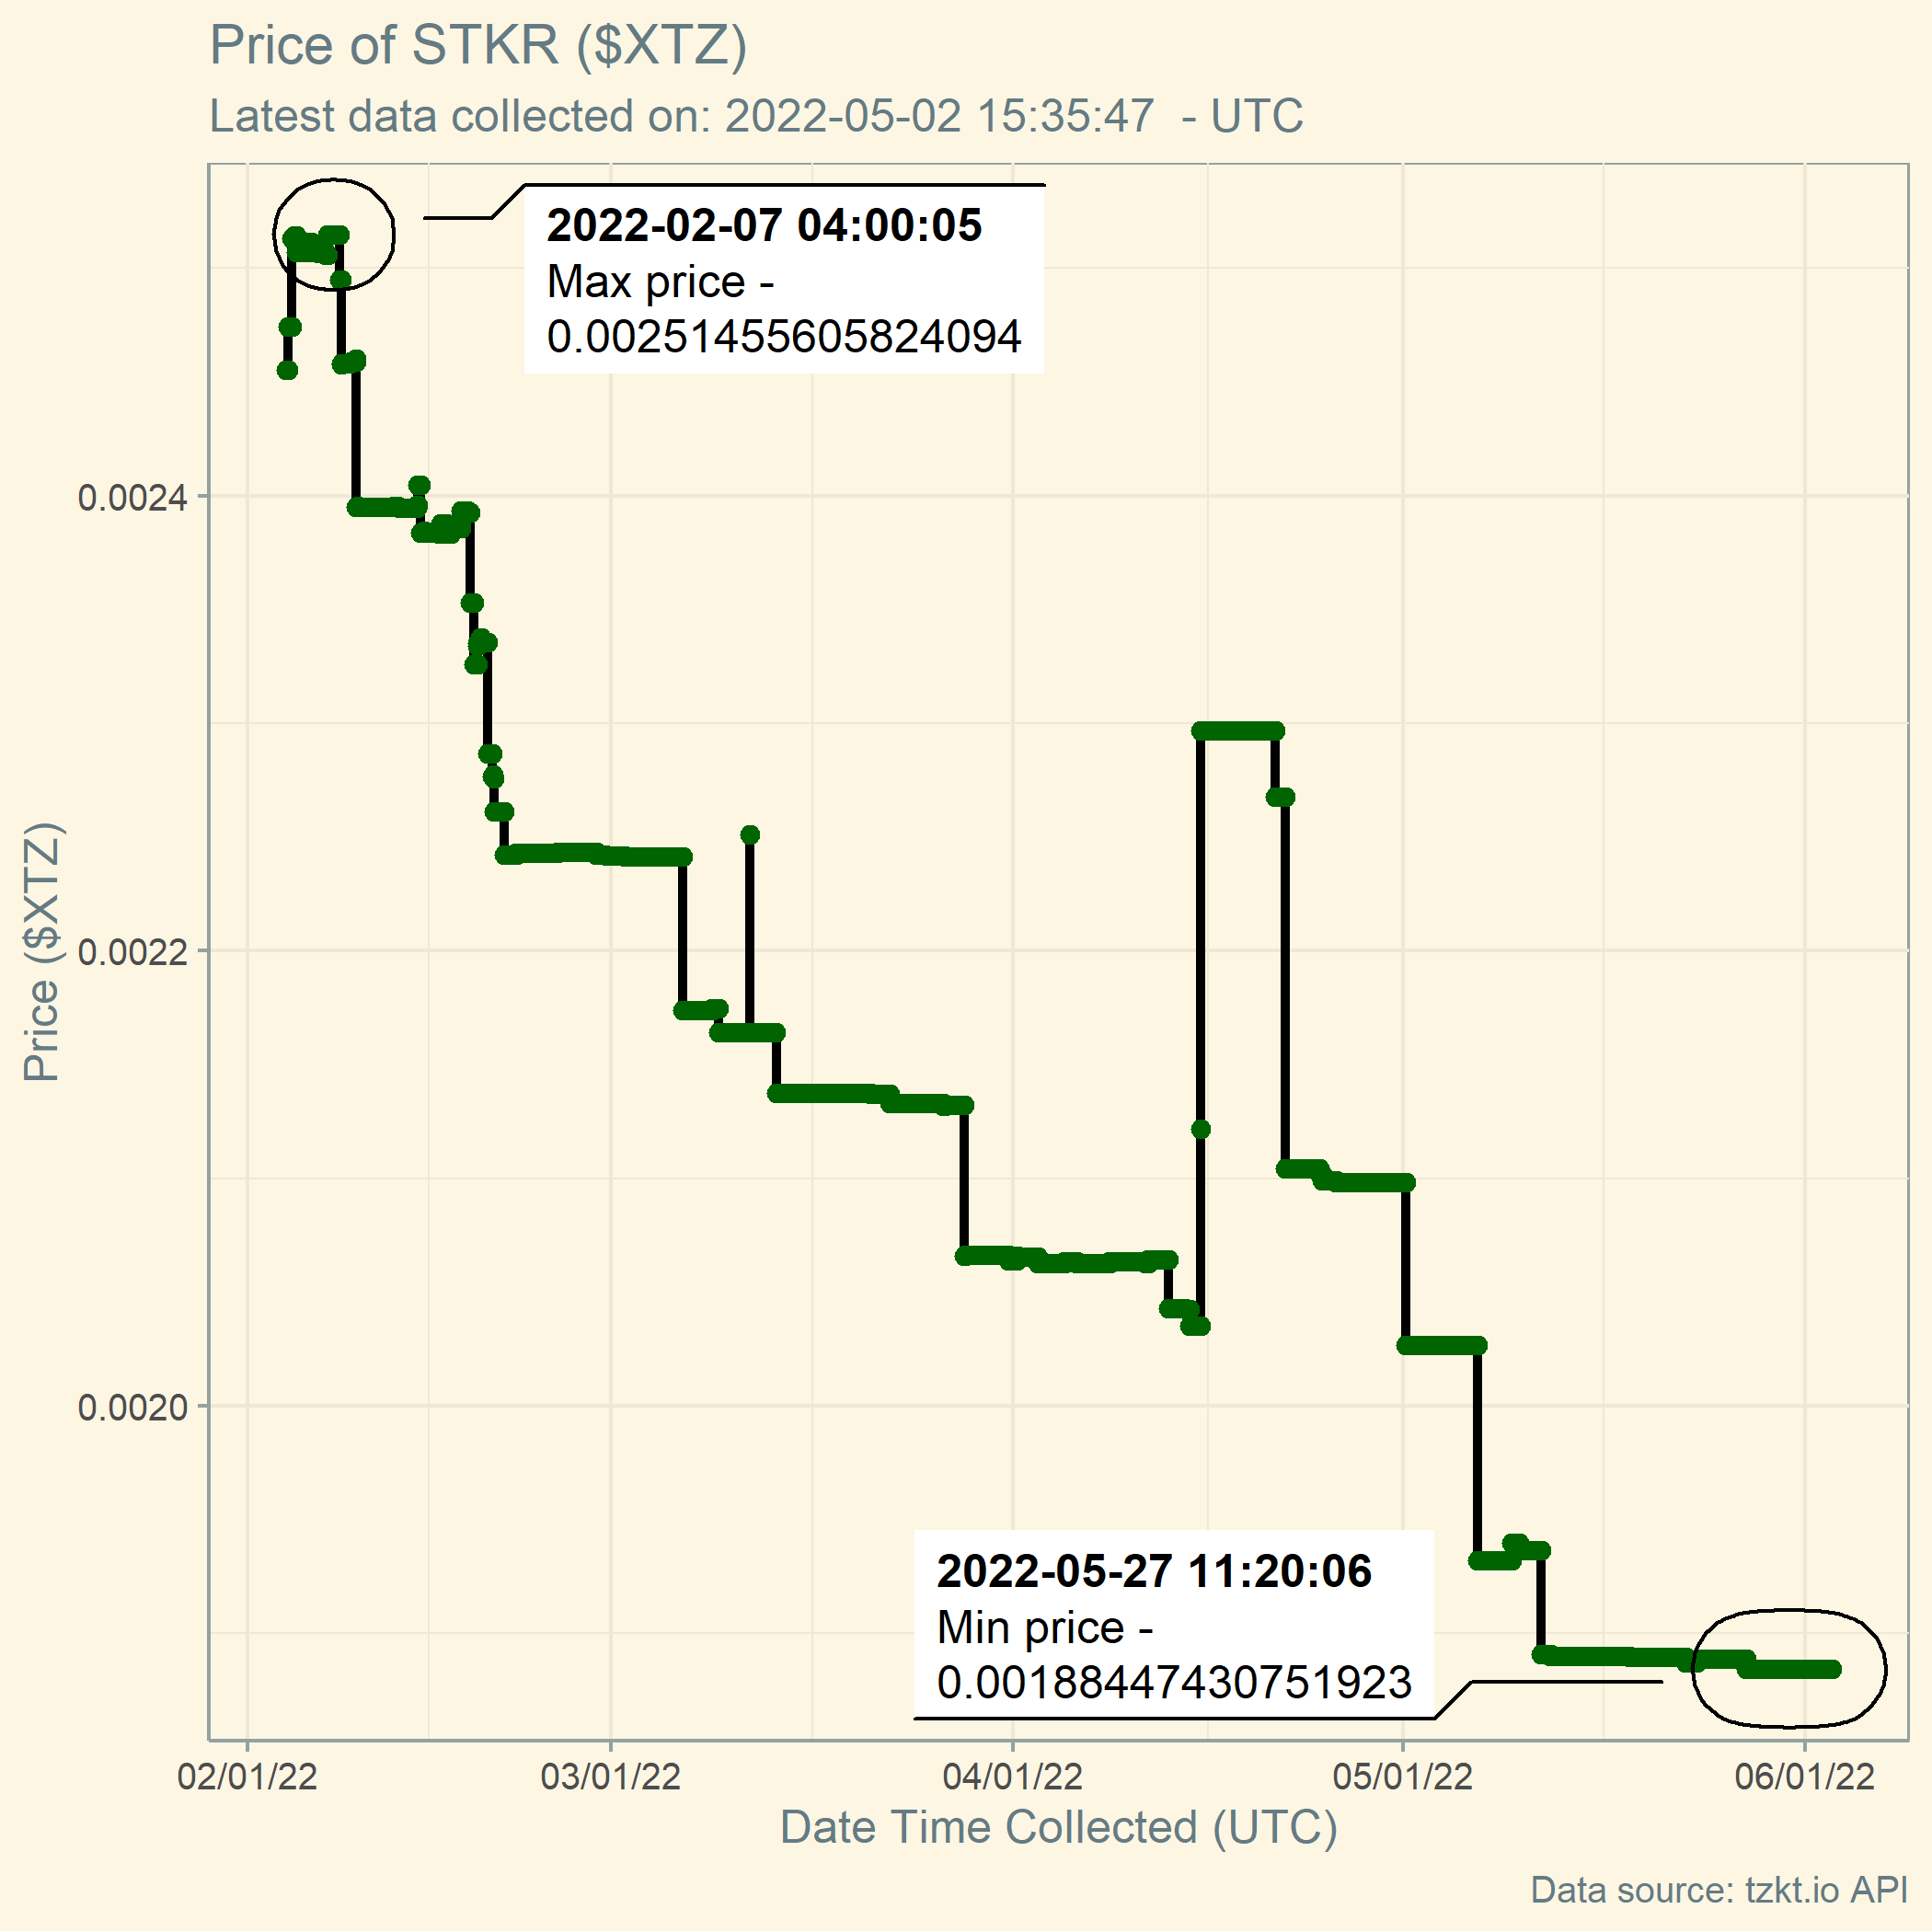 Price of STKR ($XTZ)
Latest data collected on: 2022-05-02 15:35:47  - UTC
2022-02-07 04:00:05
Max price -
0.00251455605824094
0.0024
0.0022
0.0020
Price ($XTZ)
2022-05-27 11:20:06
Min price -
0.00188447430751923
02/01/22
03/01/22
04/01/22
05/01/22
06/01/22
Date Time Collected (UTC)
Data source: tzkt.io API